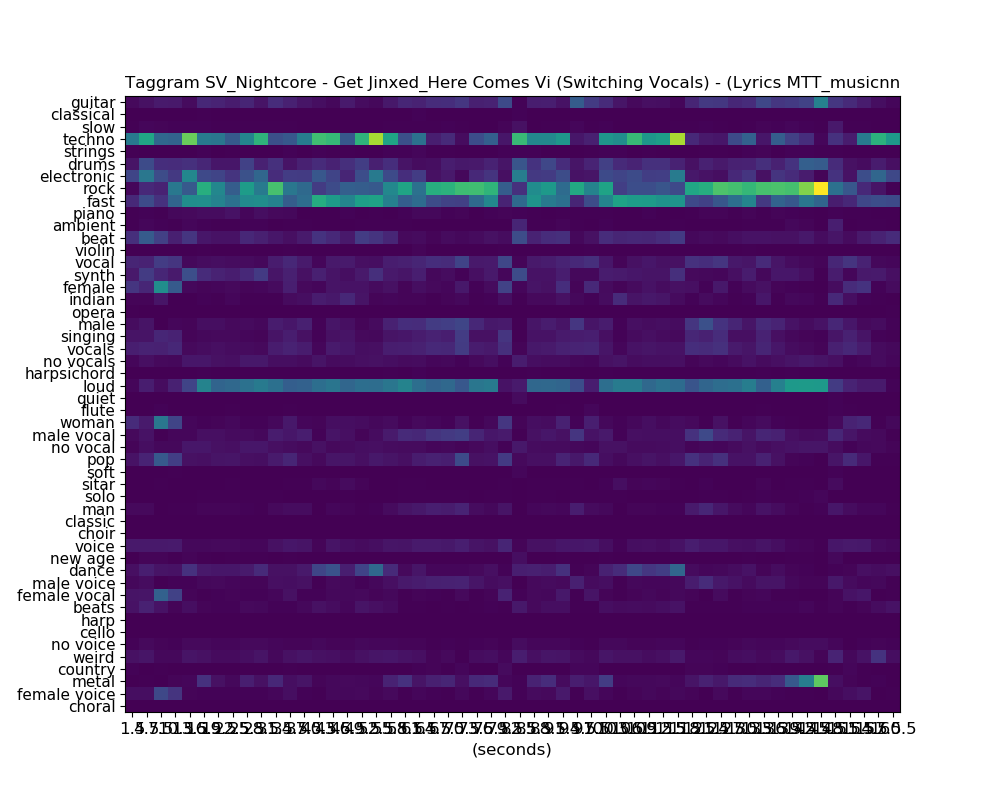 Taggram SV_Nightcore - Get Jinxed_Here Comes Vi (Switching Vocals) - (Lyrics MTT_musicnn
guitar
classical
slow
techno
strings
drums
electronic
rock
fast
piano
ambient
beat
violin
vocal
synth
female
indian
opera
male
singing
vocals
no vocals
harpsichord
loud
quiet
flute
woman
male vocal
no vocal
pop
soft
sitar
solo
man
classic
choir
voice
new age
dance
male voice
female vocal
beats
harp
cello
no voice
weird
country
metal
female voice
choral
(seconds)